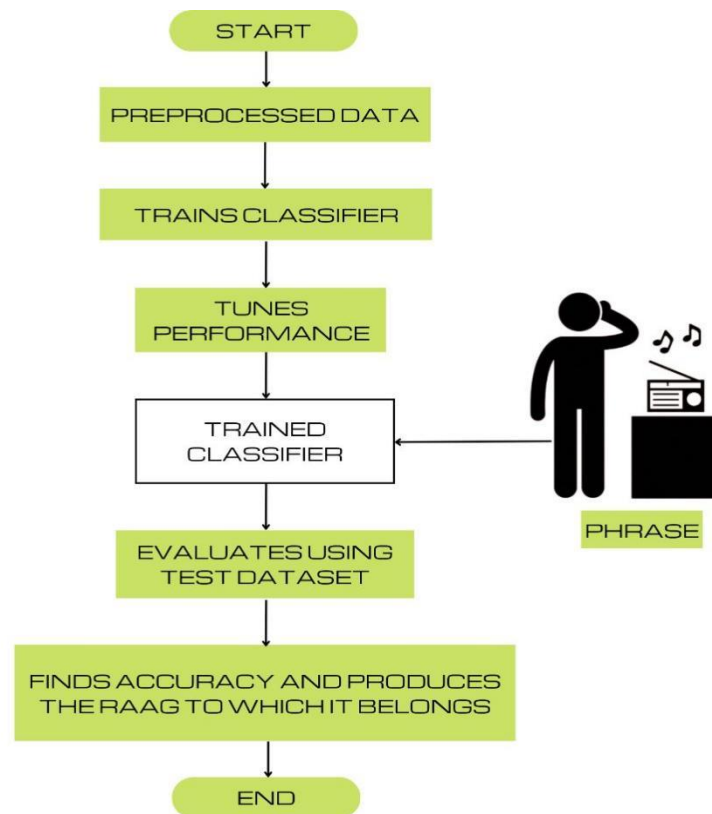 START
PREPROCESSED DATA
TRAINS CLASSIFIER
TUNES
PERFORMANCE
TRAINED
CLASSIFIER
PHRASE
EVALUATES USING
TEST DATASET
FINDS ACCURACY AND PRODUCES
THE RAAG TO WHICH IT BELONGS
END